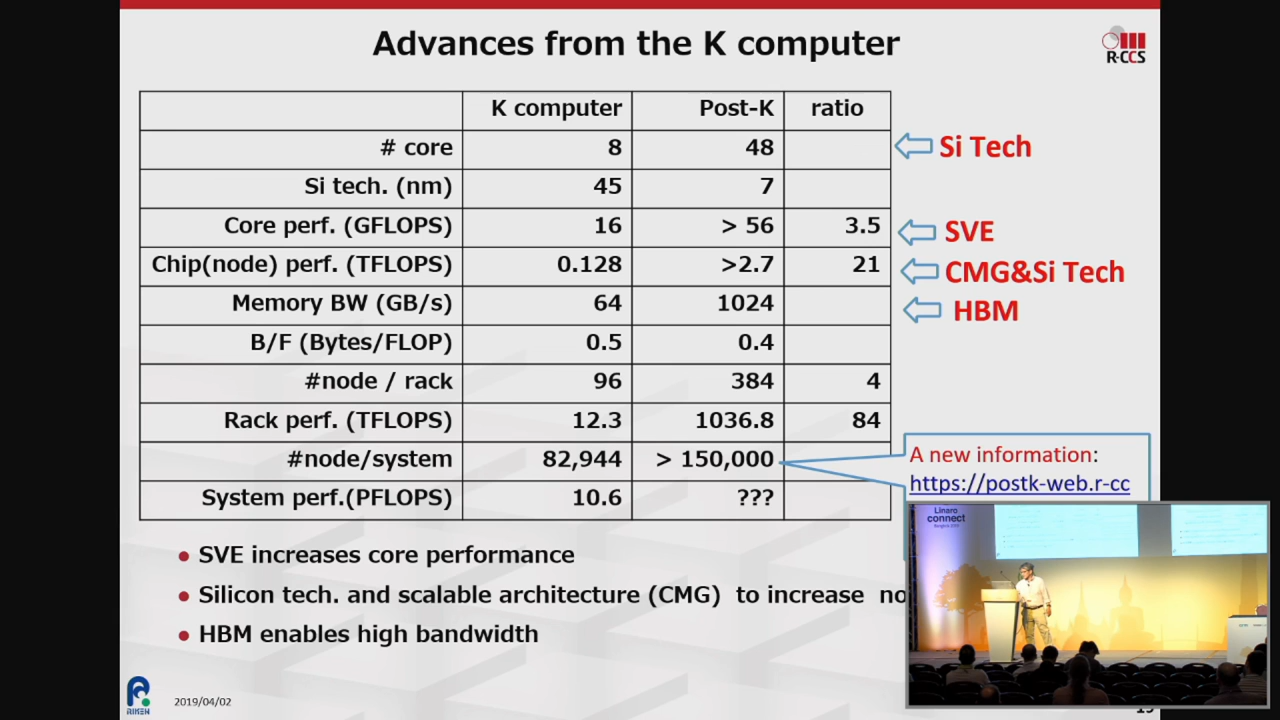 Advances from the K computer
R-CCS
K computer Post-K ratio
# core 8 48
Si Tech
Si tech. (nm) 45 7
Core perf. (GFLOPS) 16 > 56 3.5
SVE
Chip(node) perf. (TFLOPS) 0.128 >2.7 21
CMG&Si Tech
Memory BW (GB/s) 64 1024
HBM
B/F (Bytes/FLOP) 0.5 0.4
#node / rack 96 384 4
Rack perf. (TFLOPS) 12.3 1036.8 84
#node/system 82,944 > 150,000
System perf.(PFLOPS) 10.6 ???
A new information:
https://postk-web.r-cc
• SVE increases core performance
• Silicon tech. and scalable architecture (CMG) to increase no
• HBM enables high bandwidth
Linaro
connect
RIKEN
2019/04/02